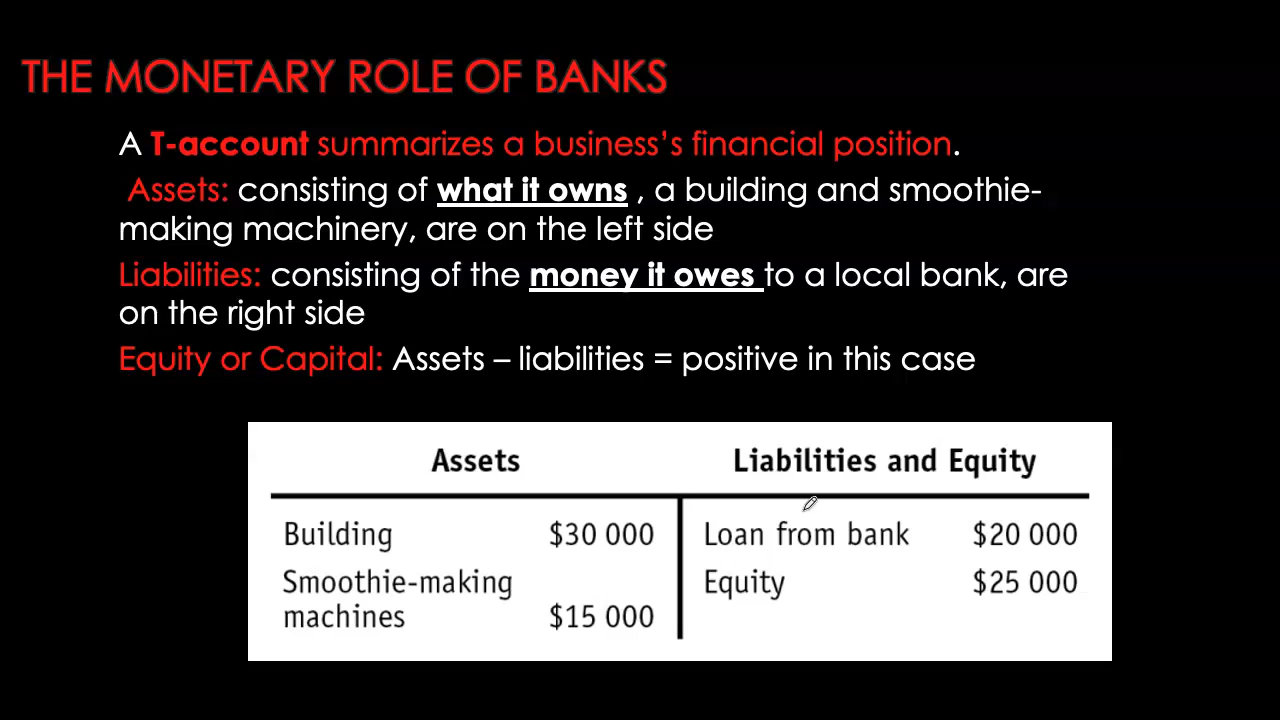 THE MONETARY ROLE OF BANKS
A T-account summarizes a business’s financial position.
Assets: consisting of what it owns , a building and smoothie-
making machinery, are on the left side
Liabilities: consisting of the money it owes to a local bank, are
on the right side
Equity or Capital: Assets – liabilities = positive in this case
Assets Liabilities and Equity
Building $30 000 Loan from bank $20 000
Smoothie-making Equity $25 000
machines $15 000